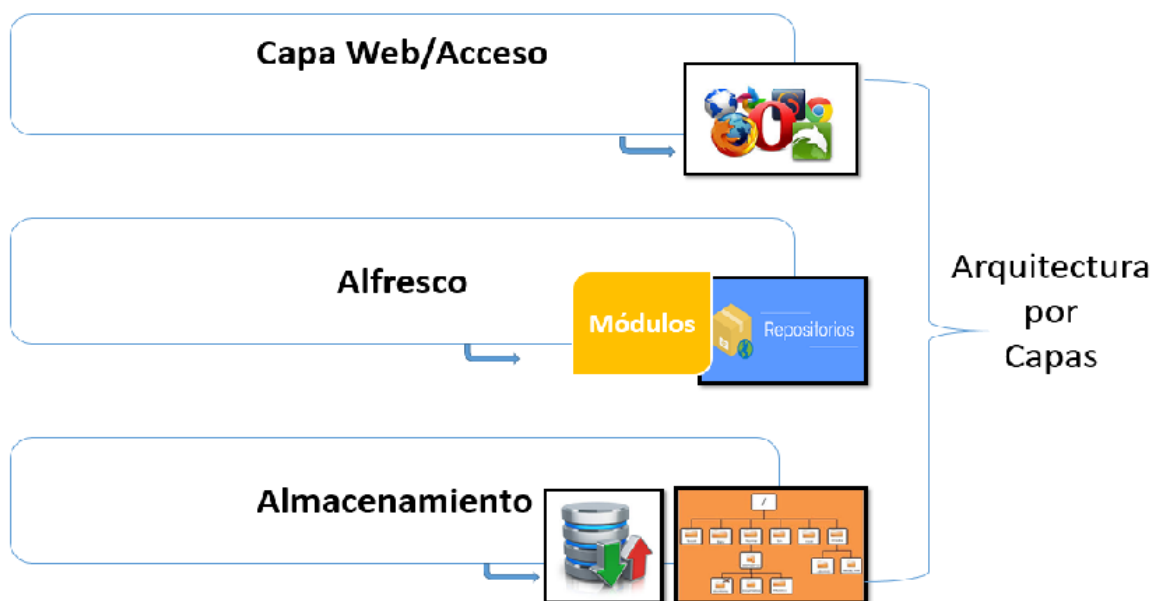 Capa Web/Acceso
Alfresco
Módulos
Repositorios
Arquitectura
por
Capas
Almacenamiento
/